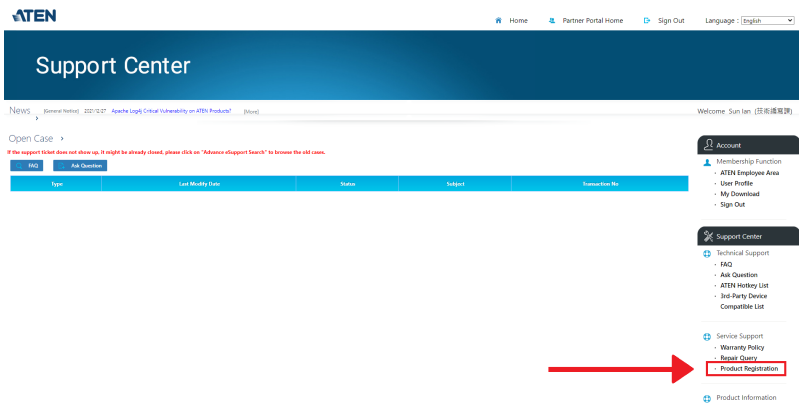 ATEN
Home
Partner Portal Home
Sign Out
Language : English
Support Center
News
[General Notice] 2021/12/27 Apache Log4j Critical Vulnerability on ATEN Products? [More]
Welcome Sun Ian (技術編寫課)
Open Case
If the support ticket does not show up, it might be already closed, please click on "Advance eSupport Search" to browse the old cases.
FAQ
Ask Question
Type Last Modify Date Status Subject Transaction No
Account
Membership Function
ATEN Employee Area
User Profile
My Download
Sign Out
Support Center
Technical Support
FAQ
Ask Question
ATEN Hotkey List
3rd-Party Device
Compatible List
Service Support
Warranty Policy
Repair Query
Product Registration
Product Information